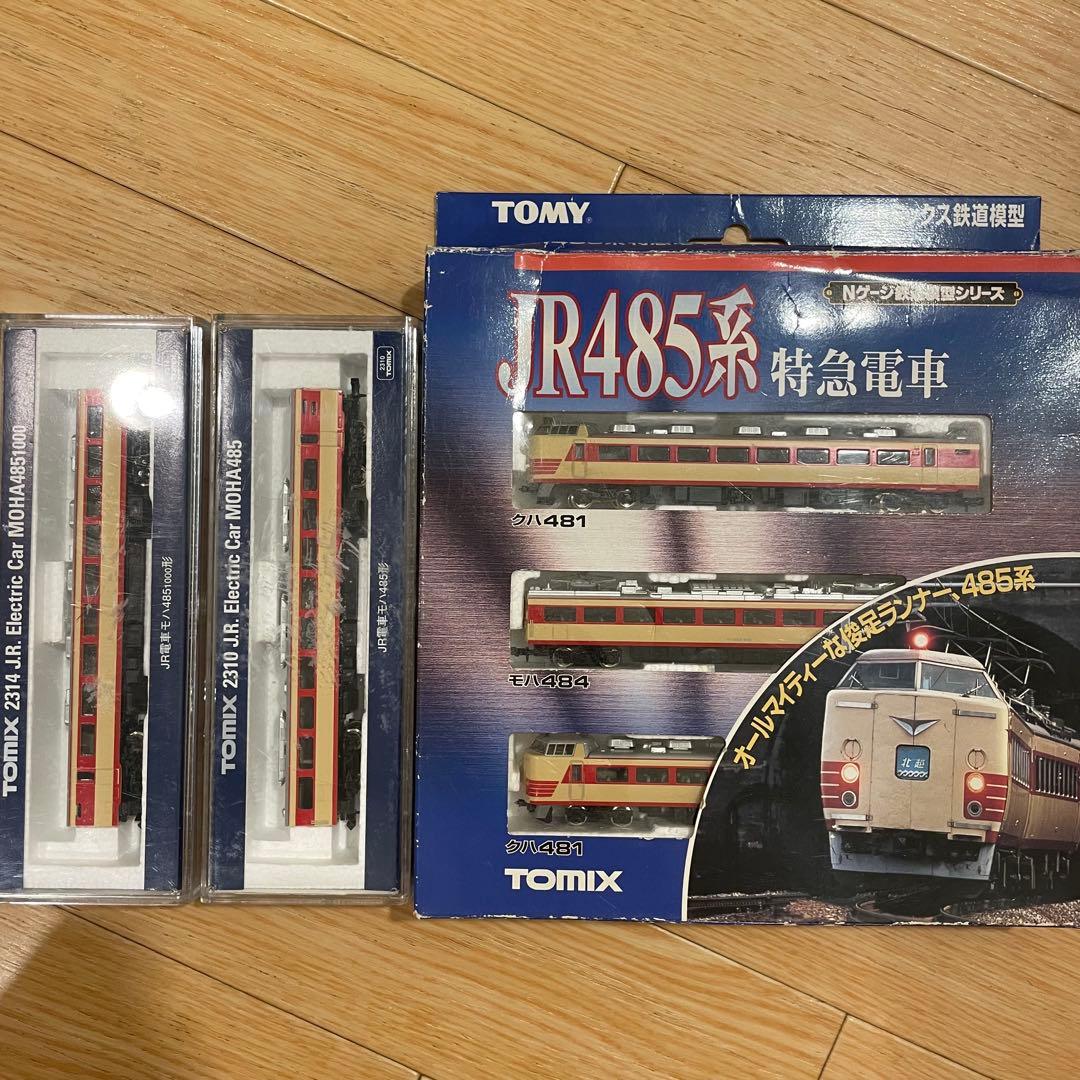 TOMIX 2314 J.R. Electric Car MOHA4851000
JR電車 モハ4851000形
TOMIX 2310 J.R. Electric Car MOHA485
JR電車モハ485形
2310
TOMIX
TOMY
クス鉄道模型
Nゲージ鉄道模型シリーズ
JR485系 特急電車
クハ481
モハ484
クハ481
TOMIX
オールマイティーな俊足ランナー、485系
北越